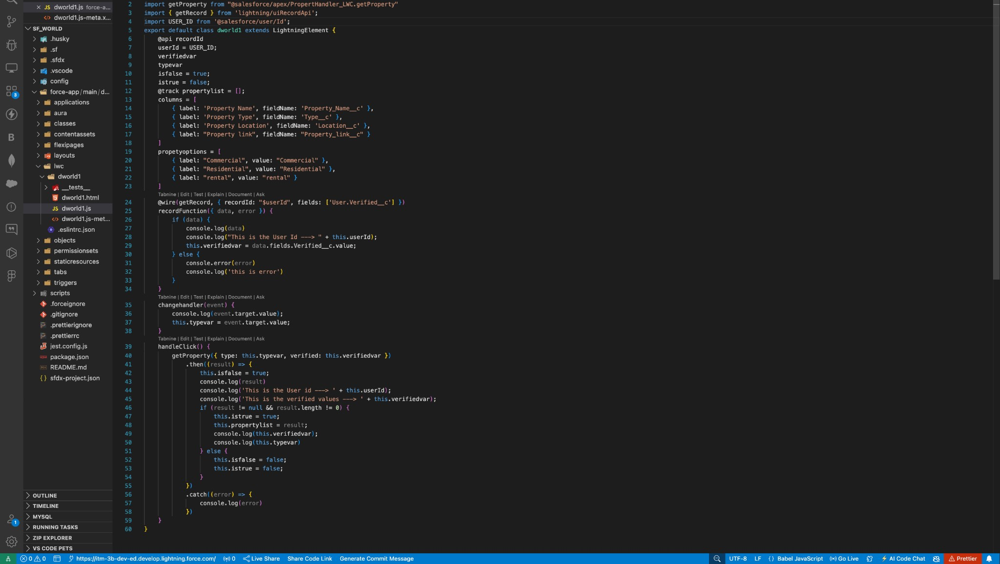 JS dworld1.js force-a...
dworld1.js-meta.x...
SF_WORLD
.husky
.sf
.sfdx
.vscode
config
force-app/main/d...
applications
aura
classes
contentassets
flexipages
layouts
lwc
dworld1
__tests__
dworld1.html
JS dworld1.js
dworld1.js-met...
.eslintrc.json
objects
permissionsets
staticresources
tabs
triggers
scripts
.forceignore
.gitignore
.prettierignore
.prettierrc
jest.config.js
package.json
README.md
{} sfdx-project.json
OUTLINE
TIMELINE
MYSQL
RUNNING TASKS
ZIP EXPLORER
VS CODE PETS
3
B
1
2 import getProperty from "@salesforce/apex/PropertHandler_LWC.getProperty"
3 import { getRecord } from 'lightning/uiRecordApi';
4 import USER_ID from '@salesforce/user/Id';
5 export default class dworld1 extends LightningElement {
6 @api recordId
7 userId = USER_ID;
8 verifiedvar
9 typevar
10 isfalse = true;
11 istrue = false;
12 @track propertylist = [];
13 columns = [
14 { label: 'Property Name', fieldName: 'Property_Name__c' },
15 { label: 'Property Type', fieldName: 'Type__c' },
16 { label: 'Property Location', fieldName: 'Location__c' },
17 { label: "Property link", fieldName: "Property_link__c" }
18 ]
19 propetyoptions = [
20 { label: "Commercial", value: "Commercial" },
21 { label: "Residential", value: "Residential" },
22 { label: "rental", value: "rental" }
23 ]
Tabnine | Edit | Test | Explain | Document | Ask
24 @wire(getRecord, { recordId: "$userId", fields: ['User.Verified__c'] })
25 recordFunction({ data, error }) {
26 if (data) {
27 console.log(data)
28 console.log("This is the User Id ---> " + this.userId);
29 this.verifiedvar = data.fields.Verified__c.value;
30 } else {
31 console.error(error)
32 console.log('this is error')
33 }
34 }
Tabnine | Edit | Test | Explain | Document | Ask
35 changehandler(event) {
36 console.log(event.target.value);
37 this.typevar = event.target.value;
38 }
Tabnine | Edit | Test | Explain | Document | Ask
39 handleClick() {
40 getProperty({ type: this.typevar, verified: this.verifiedvar })
41 .then((result) => {
42 this.isfalse = true;
43 console.log(result)
44 console.log('This is the User id ---> ' + this.userId);
45 console.log('This is the verified values ---> ' + this.verifiedvar);
46 if (result != null && result.length != 0) {
47 this.istrue = true;
48 this.propertylist = result;
49 console.log(this.verifiedvar);
50 console.log(this.typevar)
51 } else {
52 this.isfalse = false;
53 this.istrue = false;
54 }
55 })
56 .catch((error) => {
57 console.log(error)
58 })
59 }
60 }
0 0 https://itm-3b-dev-ed.develop.lightning.force.com/ 0 Live Share Share Code Link Generate Commit Message UTF-8 LF {} Babel JavaScript Go Live AI Code Chat Prettier